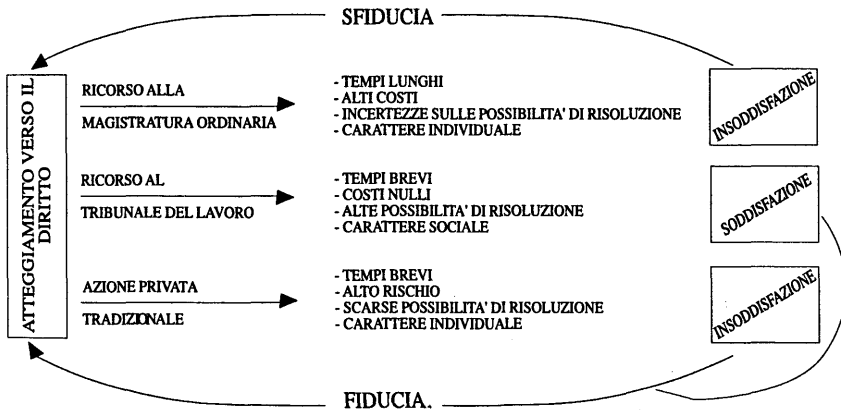 SFIDUCIA
ATTEGGIAMENTO VERSO IL
DIRITTO
RICORSO ALLA
MAGISTRATURA ORDINARIA
- TEMPI LUNGHI
- ALTI COSTI
- INCERTEZZE SULLE POSSIBILITA' DI RISOLUZIONE
- CARATTERE INDIVIDUALE
INSODDISFAZIONE
RICORSO AL
TRIBUNALE DEL LAVORO
- TEMPI BREVI
- COSTI NULLI
- ALTE POSSIBILITA' DI RISOLUZIONE
- CARATTERE SOCIALE
SODDISFAZIONE
AZIONE PRIVATA
TRADIZIONALE
- TEMPI BREVI
- ALTO RISCHIO
- SCARSE POSSIBILITA' DI RISOLUZIONE
- CARATTERE INDIVIDUALE
INSODDISFAZIONE
FIDUCIA.